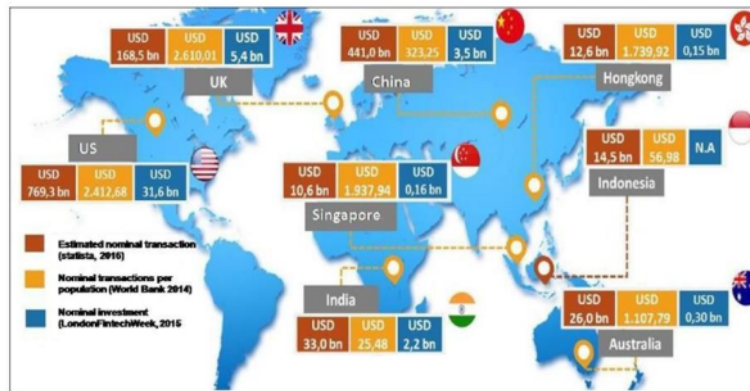 USD 168,5 bn
USD 2.610,01
USD 5,4 bn
UK
USD 441,0 bn
USD 323,25
USD 3,5 bn
China
USD 12,6 bn
USD 1.739,92
USD 0,15 bn
Hongkong
US
USD 769,3 bn
USD 2.412,68
USD 31,6 bn
USD 10,6 bn
USD 1.937,94
USD 0,16 bn
Singapore
USD 14,5 bn
USD 56,98
N.A
Indonesia
Estimated nominal transaction
(statista, 2016)
Nominal transactions per
population (World Bank 2014)
Nominal investment
(LondonFintechWeek, 2015
India
USD 33,0 bn
USD 25,48
USD 2,2 bn
USD 26,0 bn
USD 1.107,79
USD 0,30 bn
Australia